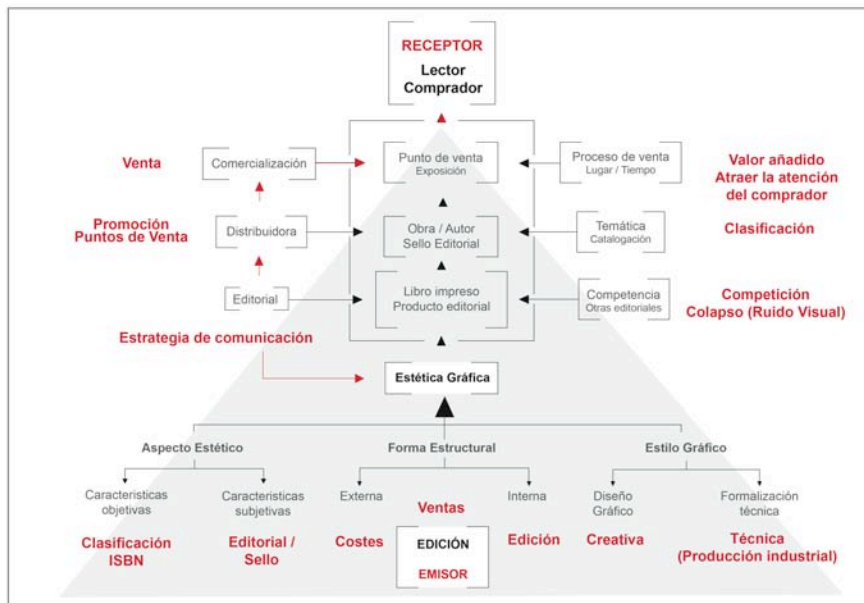 RECEPTOR
Lector
Comprador
Venta
Comercialización
Punto de venta
Exposición
Proceso de venta
Lugar / Tiempo
Valor añadido
Atraer la atención
del comprador
Promoción
Puntos de Venta
Distribuidora
Obra / Autor
Sello Editorial
Temática
Catalogación
Clasificación
Editorial
Libro impreso
Producto editorial
Competencia
Otras editoriales
Competición
Colapso (Ruido Visual)
Estrategia de comunicación
Estética Gráfica
Aspecto Estético
Forma Estructural
Estilo Gráfico
Caracteristicas
objetivas
Caracteristicas
subjetivas
Externa
Interna
Diseño
Gráfico
Formalización
técnica
Clasificación
ISBN
Editorial /
Sello
Costes
Ventas
Edición
Creativa
Técnica
(Producción industrial)
EDICIÓN
EMISOR